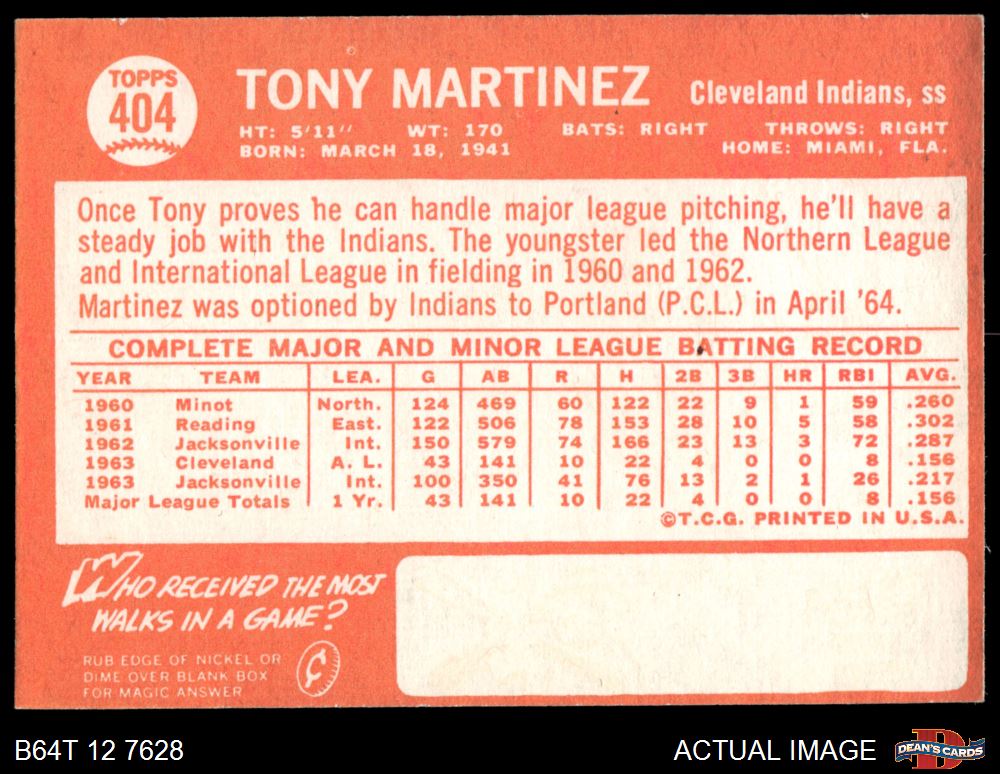 TOPPS
404
TONY MARTINEZ
Cleveland Indians, ss
HT: 5'11" WT: 170 BATS: RIGHT THROWS: RIGHT
BORN: MARCH 18, 1941 HOME: MIAMI, FLA.
Once Tony proves he can handle major league pitching, he'll have a
steady job with the Indians. The youngster led the Northern League
and International League in fielding in 1960 and 1962.
Martinez was optioned by Indians to Portland (P.C.L.) in April '64.
COMPLETE MAJOR AND MINOR LEAGUE BATTING RECORD
YEAR TEAM LEA. G AB R H 2B 3B HR RBI AVG.
1960 Minot North. 124 469 60 122 22 9 1 59 .260
1961 Reading East. 122 506 78 153 28 10 5 58 .302
1962 Jacksonville Int. 150 579 74 166 23 13 3 72 .287
1963 Cleveland A. L. 43 141 10 22 4 0 0 8 .156
1963 Jacksonville Int. 100 350 41 76 13 2 1 26 .217
Major League Totals 1 Yr. 43 141 10 22 4 0 0 8 .156
©T.C.G. PRINTED IN U.S.A.
WHO RECEIVED THE MOST
WALKS IN A GAME?
RUB EDGE OF NICKEL OR
DIME OVER BLANK BOX
FOR MAGIC ANSWER
¢
B64T 12 7628
ACTUAL IMAGE
D
DEAN'S CARDS